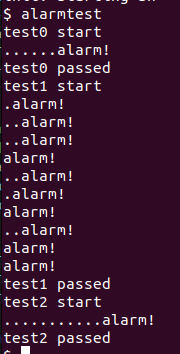 $ alarmtest
test0 start
......alarm!
test0 passed
test1 start
.alarm!
..alarm!
..alarm!
alarm!
..alarm!
.alarm!
alarm!
..alarm!
alarm!
alarm!
test1 passed
test2 start
...........alarm!
test2 passed
$